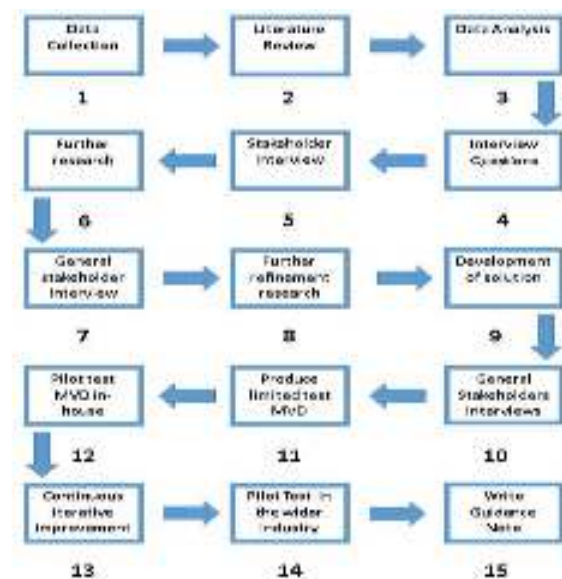 Data
Collection
Literature
Review
Data Analysis
1
2
3
Further
research
Stakeholder
Interview
Interview
Questions
6
5
4
General
stakeholder
Interview
Further
refinement
research
Development
of solution
7
8
9
Pilot test
MVD in-
house
Produce
limited test
MVD
General
Stakeholders
Interviews
12
11
10
Continuous
iterative
improvement
Pilot Test in
the wider
Industry
Write
Guidance
Note
13
14
15